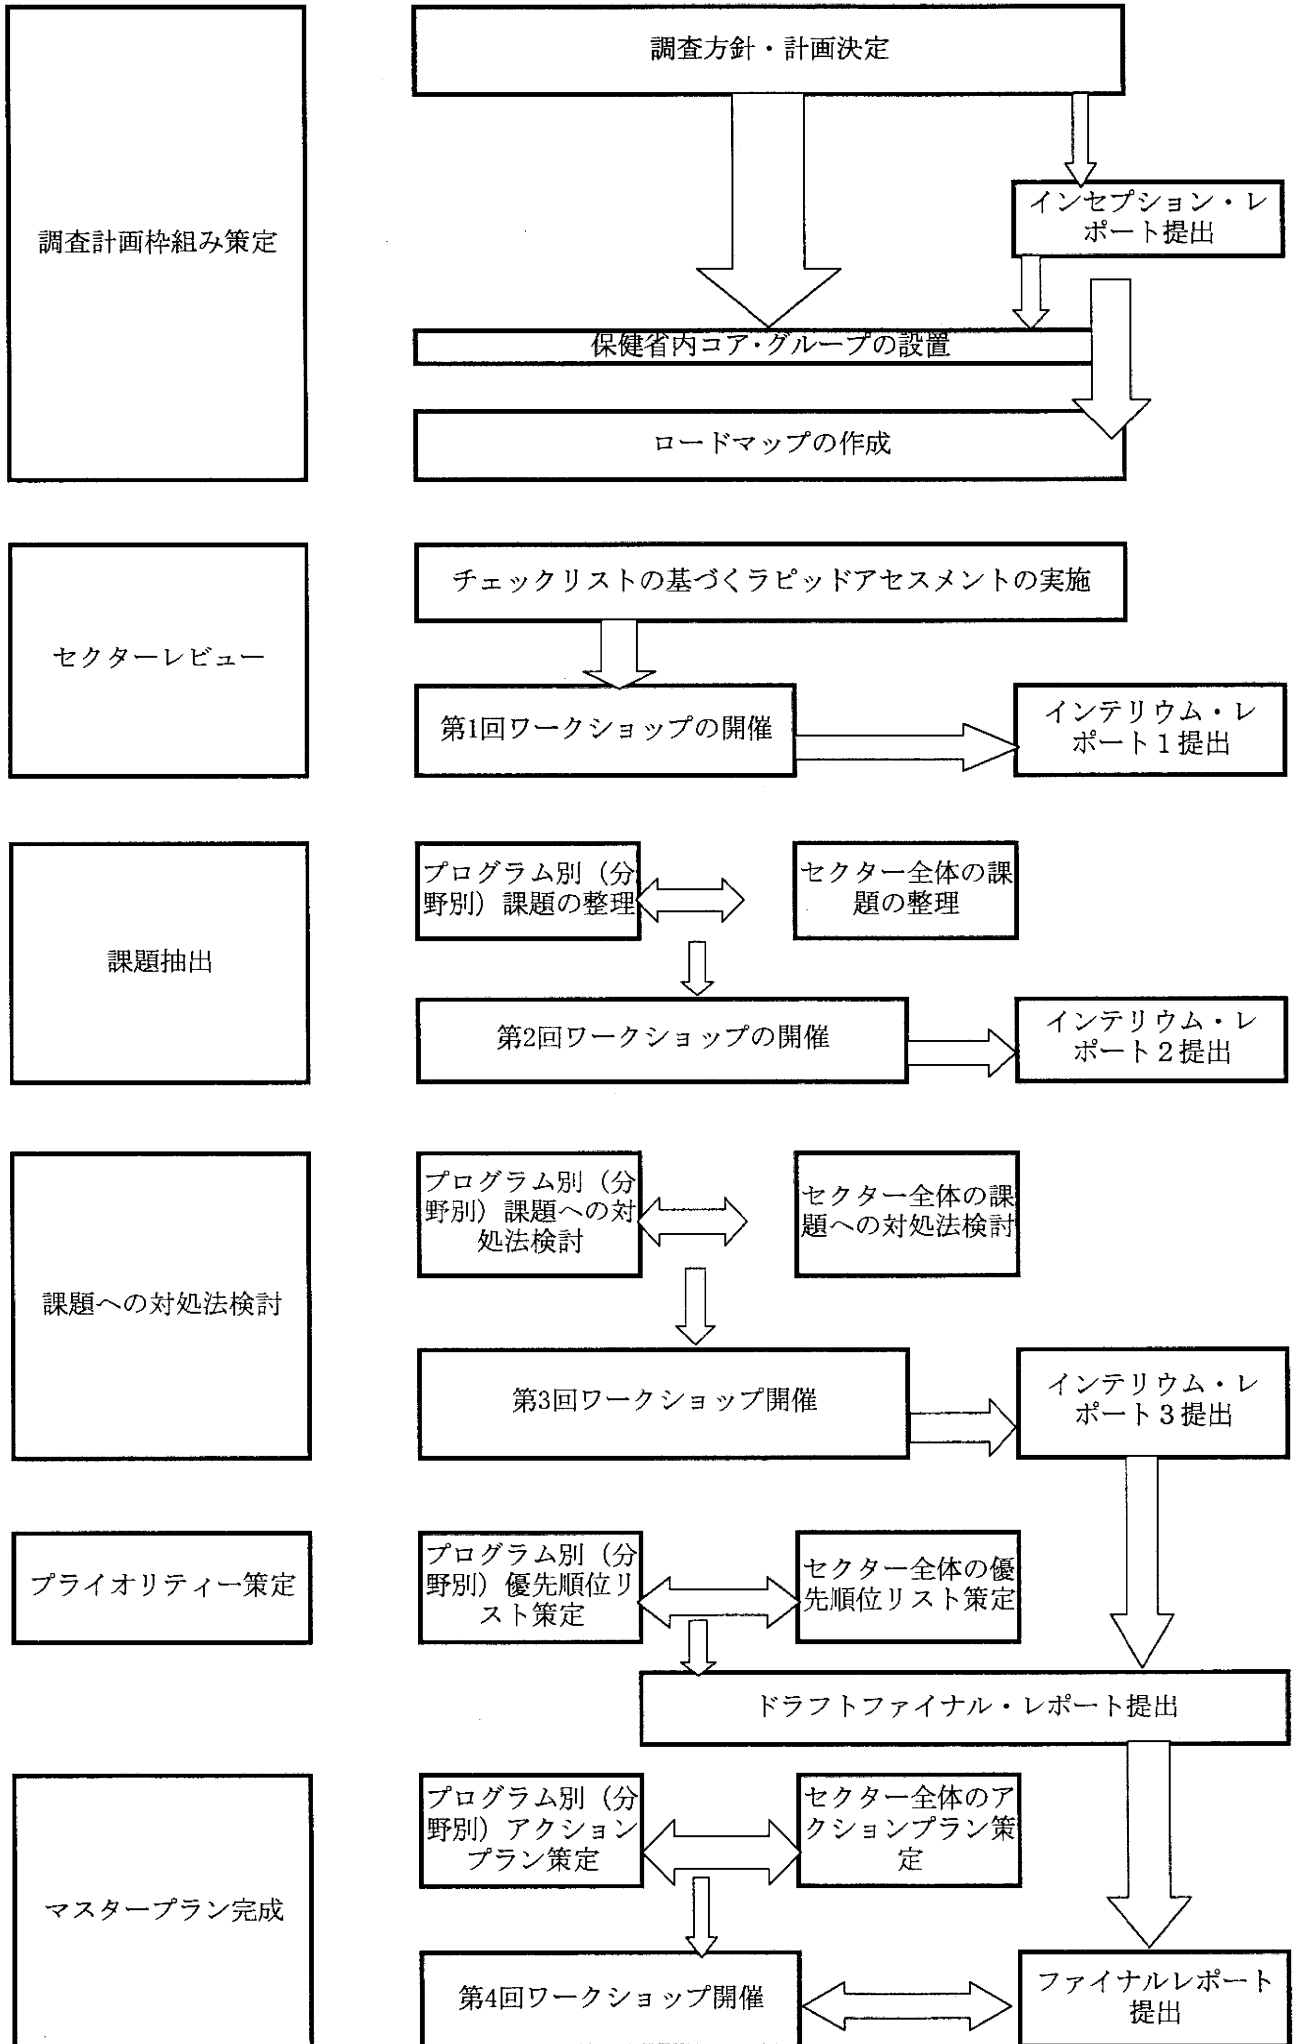 調査計画枠組み策定
調査方針・計画決定
インセプション・レ
ポート提出
保健省内コア・グループの設置
ロードマップの作成
セクターレビュー
チェックリストの基づくラピッドアセスメントの実施
第1回ワークショップの開催
インテリウム・レ
ポート1提出
課題抽出
プログラム別（分
野別）課題の整理
セクター全体の課
題の整理
第2回ワークショップの開催
インテリウム・レ
ポート2提出
課題への対処法検討
プログラム別（分
野別）課題への対
処法検討
セクター全体の課
題への対処法検討
第3回ワークショップ開催
インテリウム・レ
ポート3提出
プライオリティー策定
プログラム別（分
野別）優先順位リ
スト策定
セクター全体の優
先順位リスト策定
ドラフトファイナル・レポート提出
マスタープラン完成
プログラム別（分
野別）アクション
プラン策定
セクター全体のア
クションプラン策
定
第4回ワークショップ開催
ファイナルレポート
提出